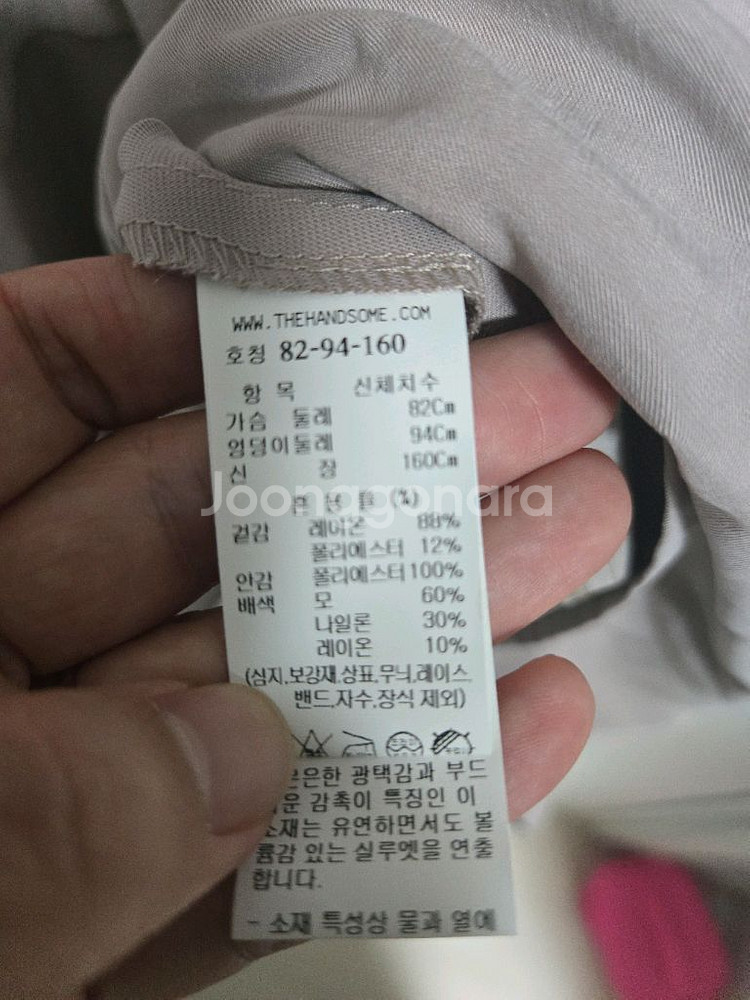 WWW.THEHANDSOME.COM
호칭 82-94-160
항 목 신체치수
가슴 둘레 82Cm
엉덩이둘레 94Cm
신 장 160Cm
Joonggonara
(%)
겉감 레이온 88%
폴리에스터 12%
안감 폴리에스터 100%
배색 모 60%
나일론 30%
레이온 10%
(심지,보강재,상표,무늬,레이스
밴드,자수,장식 제외)
은은한 광택감과 부드
감촉이 특징인 이
소재는 유연하면서도 볼
륨감 있는 실루엣을 연출
합니다.
- 소재 특성상 물과 열에